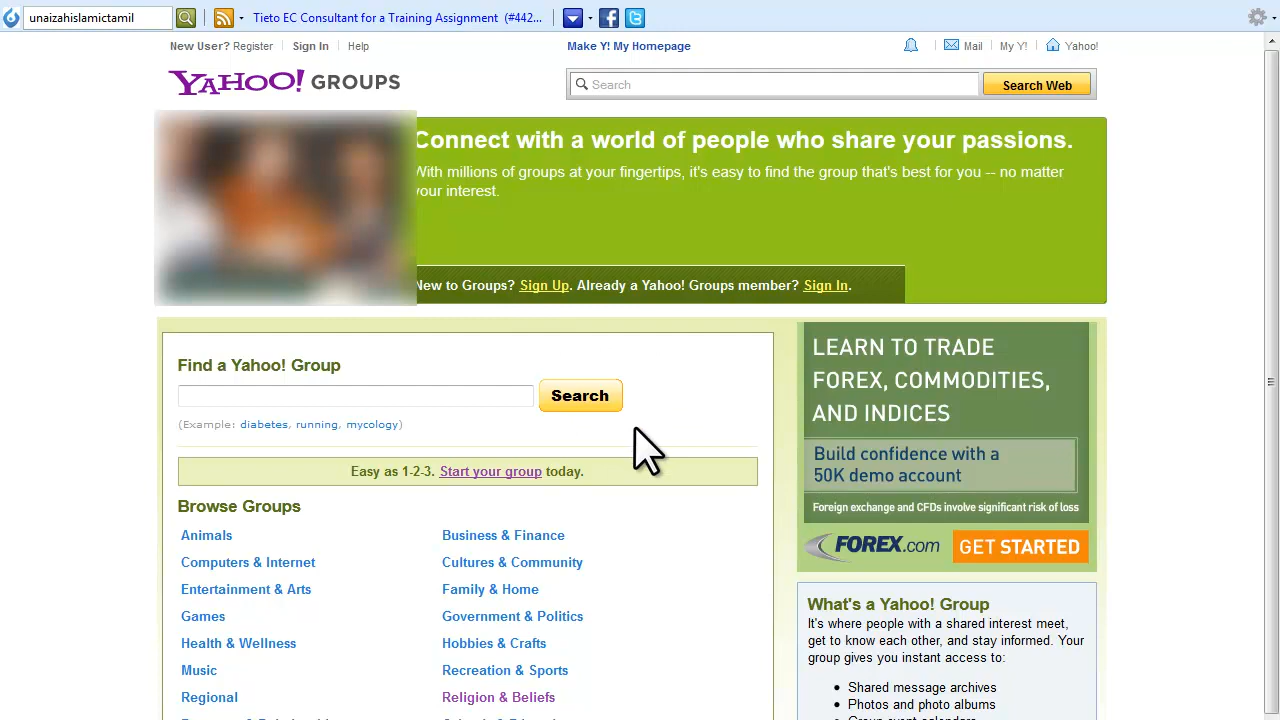 unaizahislamictamil
Tieto EC Consultant for a Training Assignment (#442...
New User? Register Sign In Help
Make Y! My Homepage
Mail My Y! Yahoo!
YAHOO! GROUPS
Search
Search Web
Connect with a world of people who share your passions.
With millions of groups at your fingertips, it's easy to find the group that's best for you -- no matter
your interest.
New to Groups? Sign Up. Already a Yahoo! Groups member? Sign In.
Find a Yahoo! Group
Search
(Example: diabetes, running, mycology)
Easy as 1-2-3. Start your group today.
Browse Groups
Animals
Business & Finance
Computers & Internet
Cultures & Community
Entertainment & Arts
Family & Home
Games
Government & Politics
Health & Wellness
Hobbies & Crafts
Music
Recreation & Sports
Regional
Religion & Beliefs
LEARN TO TRADE
FOREX, COMMODITIES,
AND INDICES
Build confidence with a
50K demo account
Foreign exchange and CFDs involve significant risk of loss
FOREX.com
GET STARTED
What's a Yahoo! Group
It's where people with a shared interest meet,
get to know each other, and stay informed. Your
group gives you instant access to:
Shared message archives
Photos and photo albums